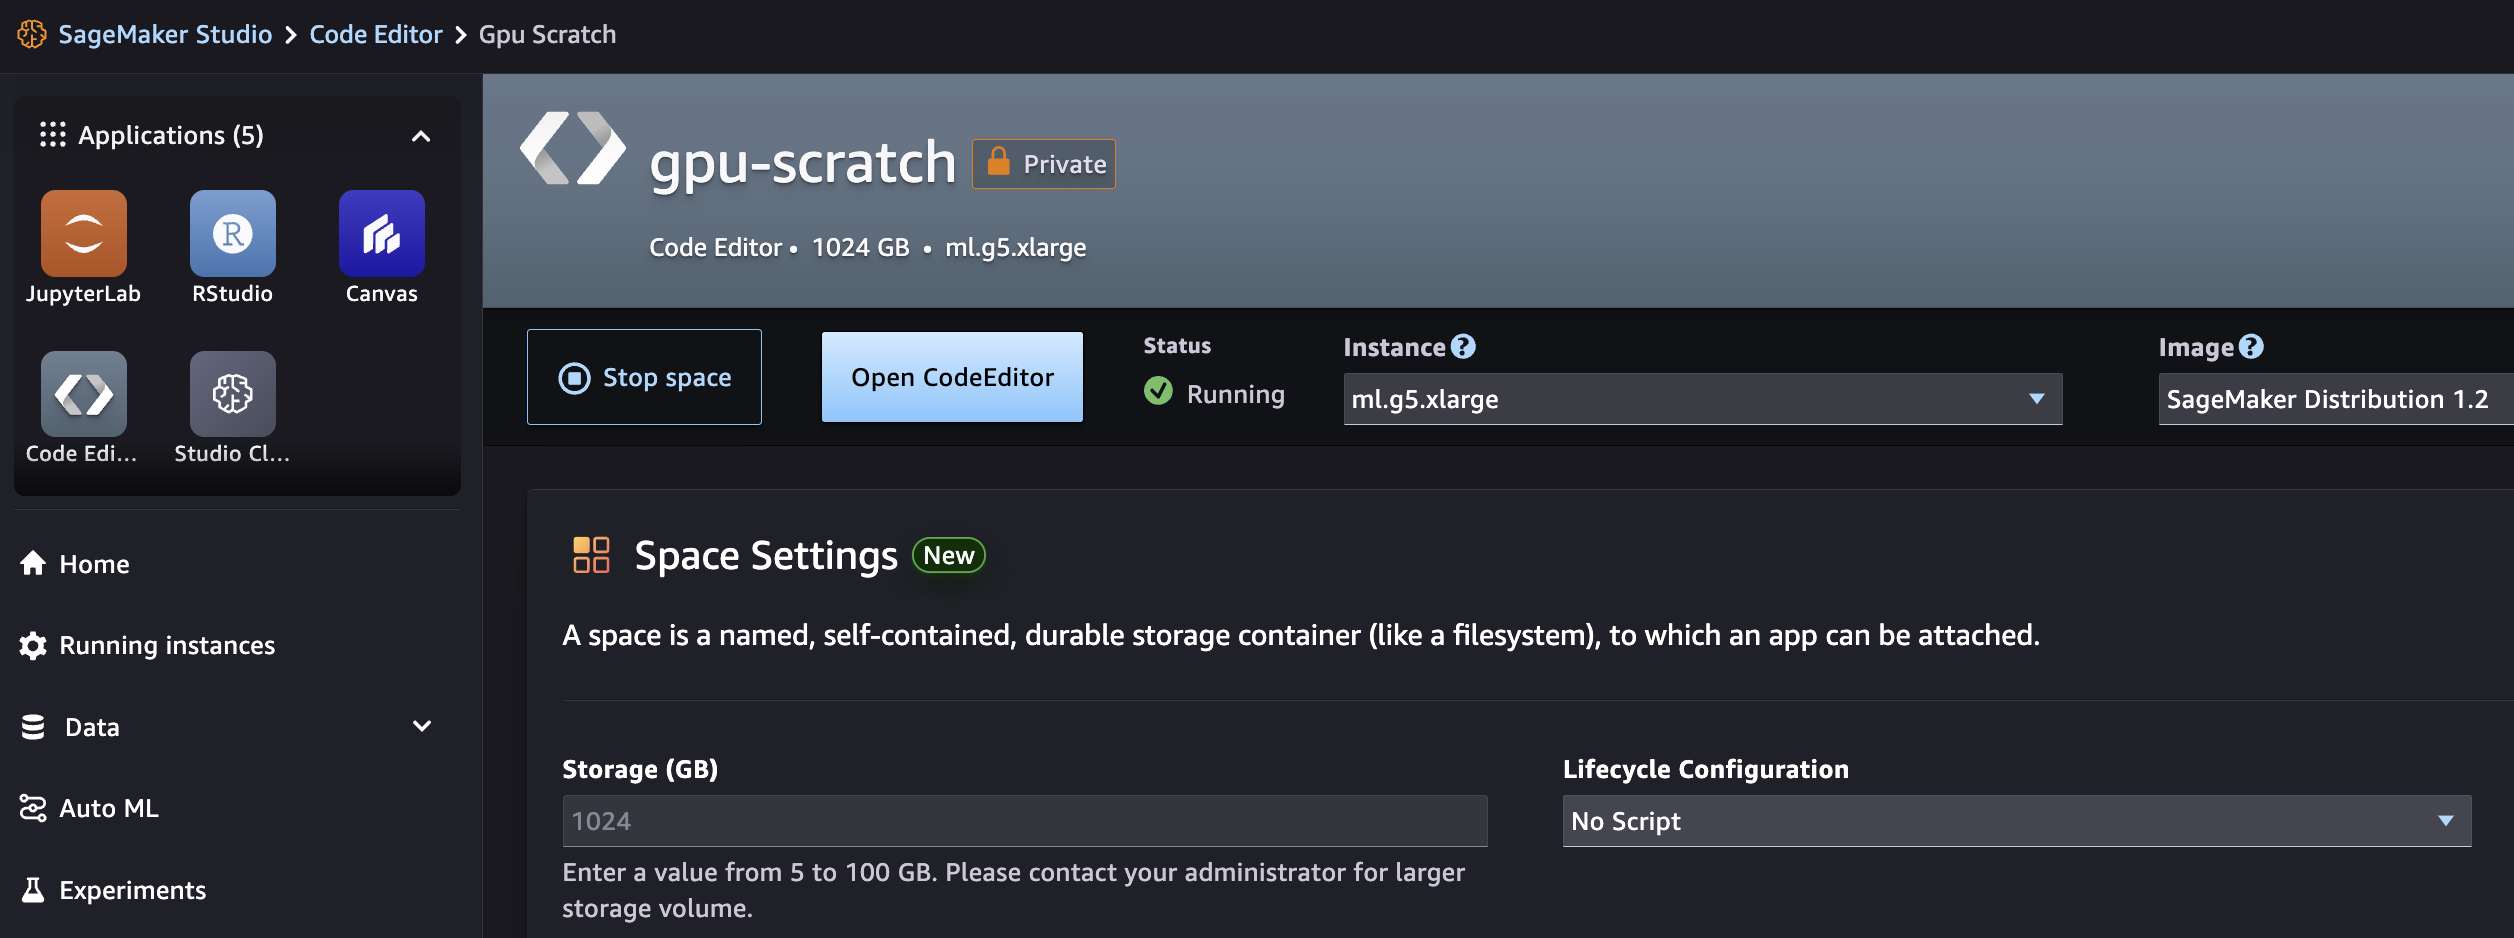 SageMaker Studio > Code Editor > Gpu Scratch
Applications (5)
JupyterLab
RStudio
Canvas
Code Edi...
Studio Cl...
Home
Running instances
Data
Auto ML
Experiments
gpu-scratch
Private
Code Editor • 1024 GB • ml.g5.xlarge
Stop space
Open CodeEditor
Status
Running
Instance ?
ml.g5.xlarge
Image ?
SageMaker Distribution 1.2
Space Settings New
A space is a named, self-contained, durable storage container (like a filesystem), to which an app can be attached.
Storage (GB)
1024
Enter a value from 5 to 100 GB. Please contact your administrator for larger
storage volume.
Lifecycle Configuration
No Script